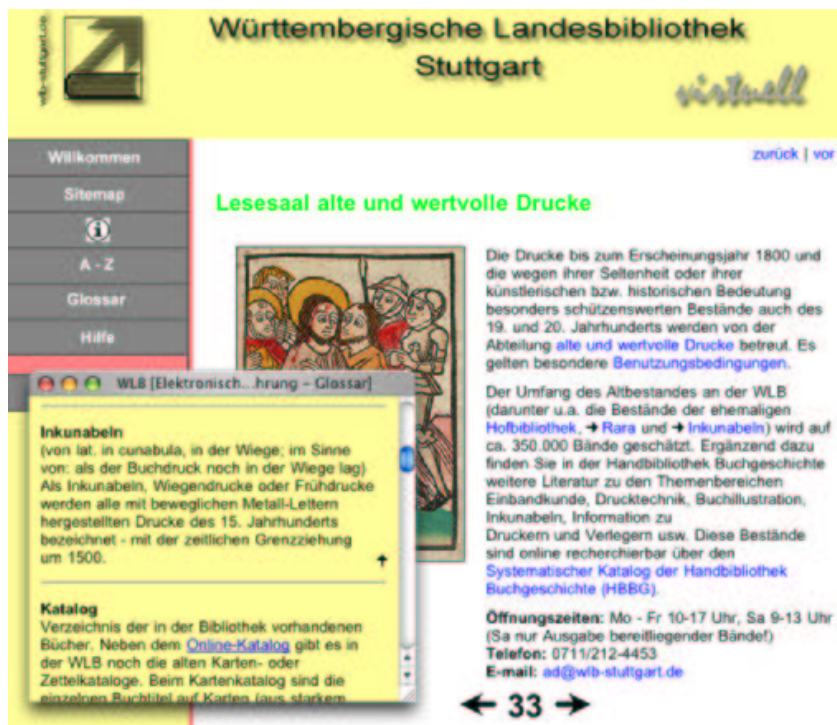 wlb-stuttgart.de
Württembergische Landesbibliothek
Stuttgart
virtuell
zurück | vor
Willkommen
Sitemap
i
A - Z
Glossar
Hilfe
Lesesaal alte und wertvolle Drucke
Die Drucke bis zum Erscheinungsjahr 1800 und
die wegen ihrer Seltenheit oder ihrer
künstlerischen bzw. historischen Bedeutung
besonders schützenswerten Bestände auch des
19. und 20. Jahrhunderts werden von der
Abteilung alte und wertvolle Drucke betreut. Es
gelten besondere Benutzungsbedingungen.
Der Umfang des Altbestandes an der WLB
(darunter u.a. die Bestände der ehemaligen
Hofbibliothek, ➔ Rara und ➔ Inkunabeln) wird auf
ca. 350.000 Bände geschätzt. Ergänzend dazu
finden Sie in der Handbibliothek Buchgeschichte
weitere Literatur zu den Themenbereichen
Einbandkunde, Drucktechnik, Buchillustration,
Inkunabeln, Information zu
Druckern und Verlegern usw. Diese Bestände
sind online recherchierbar über den
Systematischer Katalog der Handbibliothek
Buchgeschichte (HBBG).
Öffnungszeiten: Mo - Fr 10-17 Uhr, Sa 9-13 Uhr
(Sa nur Ausgabe bereitliegender Bände!)
Telefon: 0711/212-4453
E-mail: ad@wlb-stuttgart.de
← 33 →
WLB [Elektronisch...hrung – Glossar]
Inkunabeln
(von lat. in cunabula, in der Wiege; im Sinne
von: als der Buchdruck noch in der Wiege lag)
Als Inkunabeln, Wiegendrucke oder Frühdrucke
werden alle mit beweglichen Metall-Lettern
hergestellten Drucke des 15. Jahrhunderts
bezeichnet - mit der zeitlichen Grenzziehung
um 1500.
Katalog
Verzeichnis der in der Bibliothek vorhandenen
Bücher. Neben dem Online-Katalog gibt es in
der WLB noch die alten Karten- oder
Zettelkataloge. Beim Kartenkatalog sind die
einzelnen Buchtitel auf Karten (aus starkem